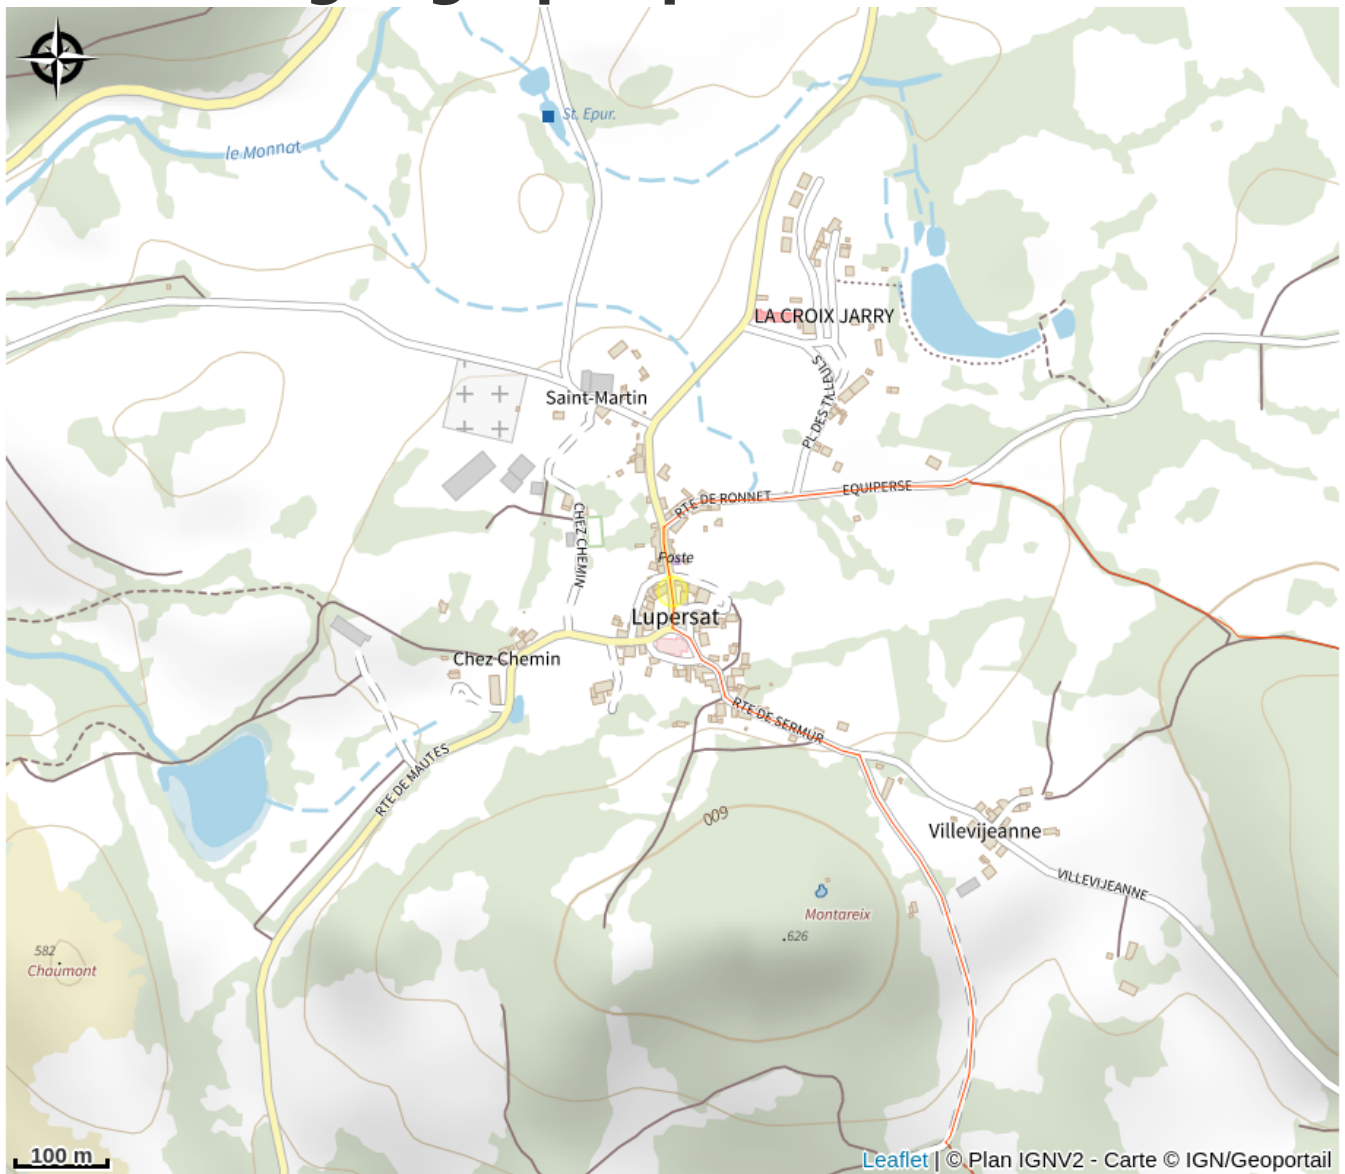 St. Epur.
le Monnat
LA CROIX JARRY
PL DES TILLEULS
Saint-Martin
RTE DE RONNET
EQUIPERSE
CHEZ CHEMIN
Poste
Lupersat
Chez Chemin
RTE DE SERMUR
RTE DE MAUTES
600
Villevijeanne
VILLEVIJEANNE
Montareix
.626
582
Chaumont
100 m
Leaflet | © Plan IGNV2 - Carte © IGN/Geoportail